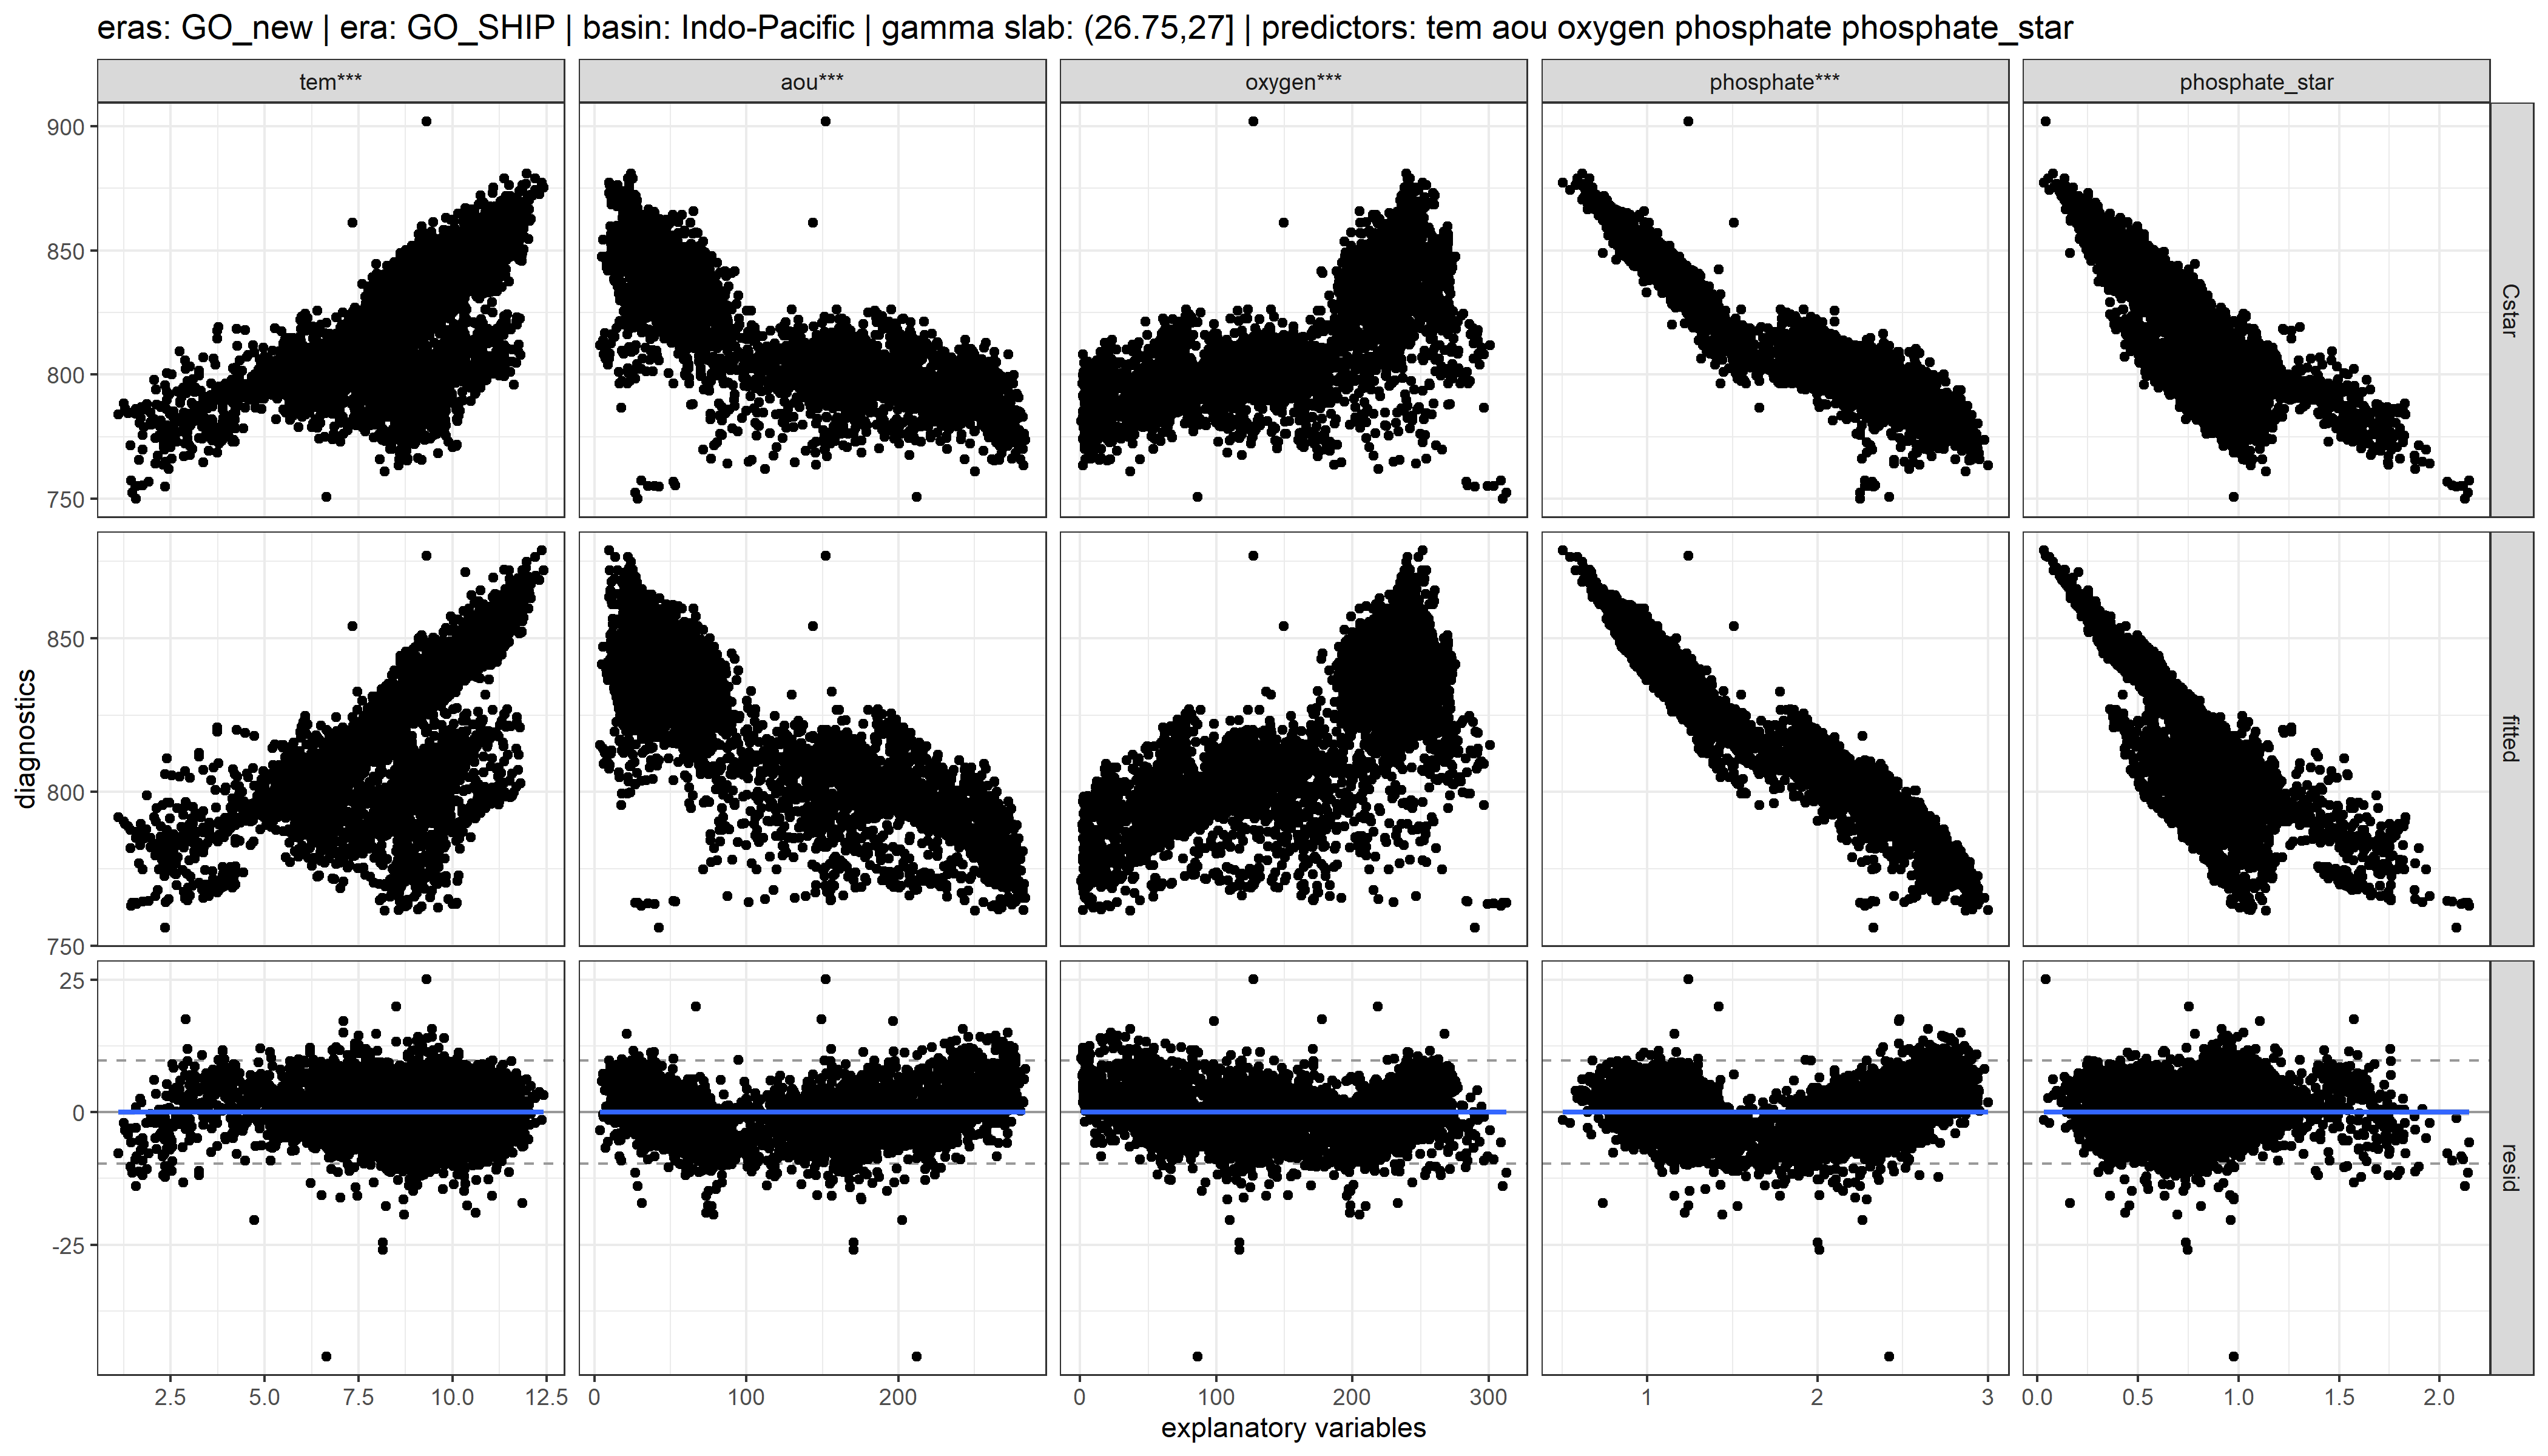 eras: GO_new | era: GO_SHIP | basin: Indo-Pacific | gamma slab: (26.75,27] | predictors: tem aou oxygen phosphate phosphate_star
tem*** aou*** oxygen*** phosphate*** phosphate_star
900
850
800
750
Cstar
850
800
750
fitted
25
0
-25
resid
diagnostics
2.5 5.0 7.5 10.0 12.5 0 100 200 0 100 200 300 1 2 3 0.0 0.5 1.0 1.5 2.0
explanatory variables